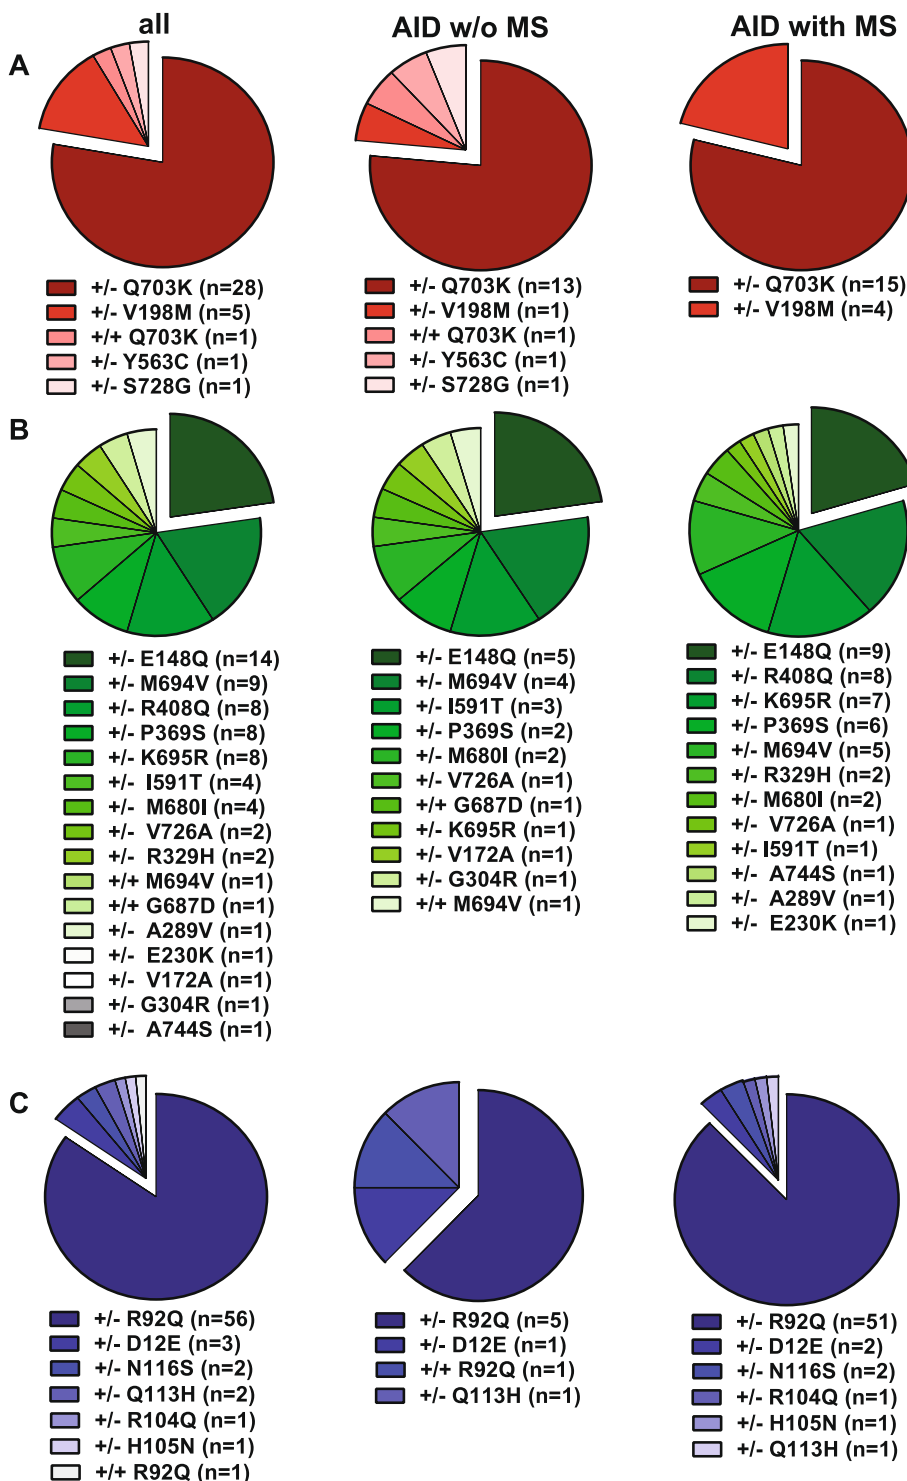 all
AID w/o MS
AID with MS
A
+/- Q703K (n=28)
+/- V198M (n=5)
+/+ Q703K (n=1)
+/- Y563C (n=1)
+/- S728G (n=1)
+/- Q703K (n=13)
+/- V198M (n=1)
+/+ Q703K (n=1)
+/- Y563C (n=1)
+/- S728G (n=1)
+/- Q703K (n=15)
+/- V198M (n=4)
B
+/- E148Q (n=14)
+/- M694V (n=9)
+/- R408Q (n=8)
+/- P369S (n=8)
+/- K695R (n=8)
+/- I591T (n=4)
+/- M680I (n=4)
+/- V726A (n=2)
+/- R329H (n=2)
+/+ M694V (n=1)
+/+ G687D (n=1)
+/- A289V (n=1)
+/- E230K (n=1)
+/- V172A (n=1)
+/- G304R (n=1)
+/- A744S (n=1)
+/- E148Q (n=5)
+/- M694V (n=4)
+/- I591T (n=3)
+/- P369S (n=2)
+/- M680I (n=2)
+/- V726A (n=1)
+/+ G687D (n=1)
+/- K695R (n=1)
+/- V172A (n=1)
+/- G304R (n=1)
+/+ M694V (n=1)
+/- E148Q (n=9)
+/- R408Q (n=8)
+/- K695R (n=7)
+/- P369S (n=6)
+/- M694V (n=5)
+/- R329H (n=2)
+/- M680I (n=2)
+/- V726A (n=1)
+/- I591T (n=1)
+/- A744S (n=1)
+/- A289V (n=1)
+/- E230K (n=1)
C
+/- R92Q (n=56)
+/- D12E (n=3)
+/- N116S (n=2)
+/- Q113H (n=2)
+/- R104Q (n=1)
+/- H105N (n=1)
+/+ R92Q (n=1)
+/- R92Q (n=5)
+/- D12E (n=1)
+/+ R92Q (n=1)
+/- Q113H (n=1)
+/- R92Q (n=51)
+/- D12E (n=2)
+/- N116S (n=2)
+/- R104Q (n=1)
+/- H105N (n=1)
+/- Q113H (n=1)